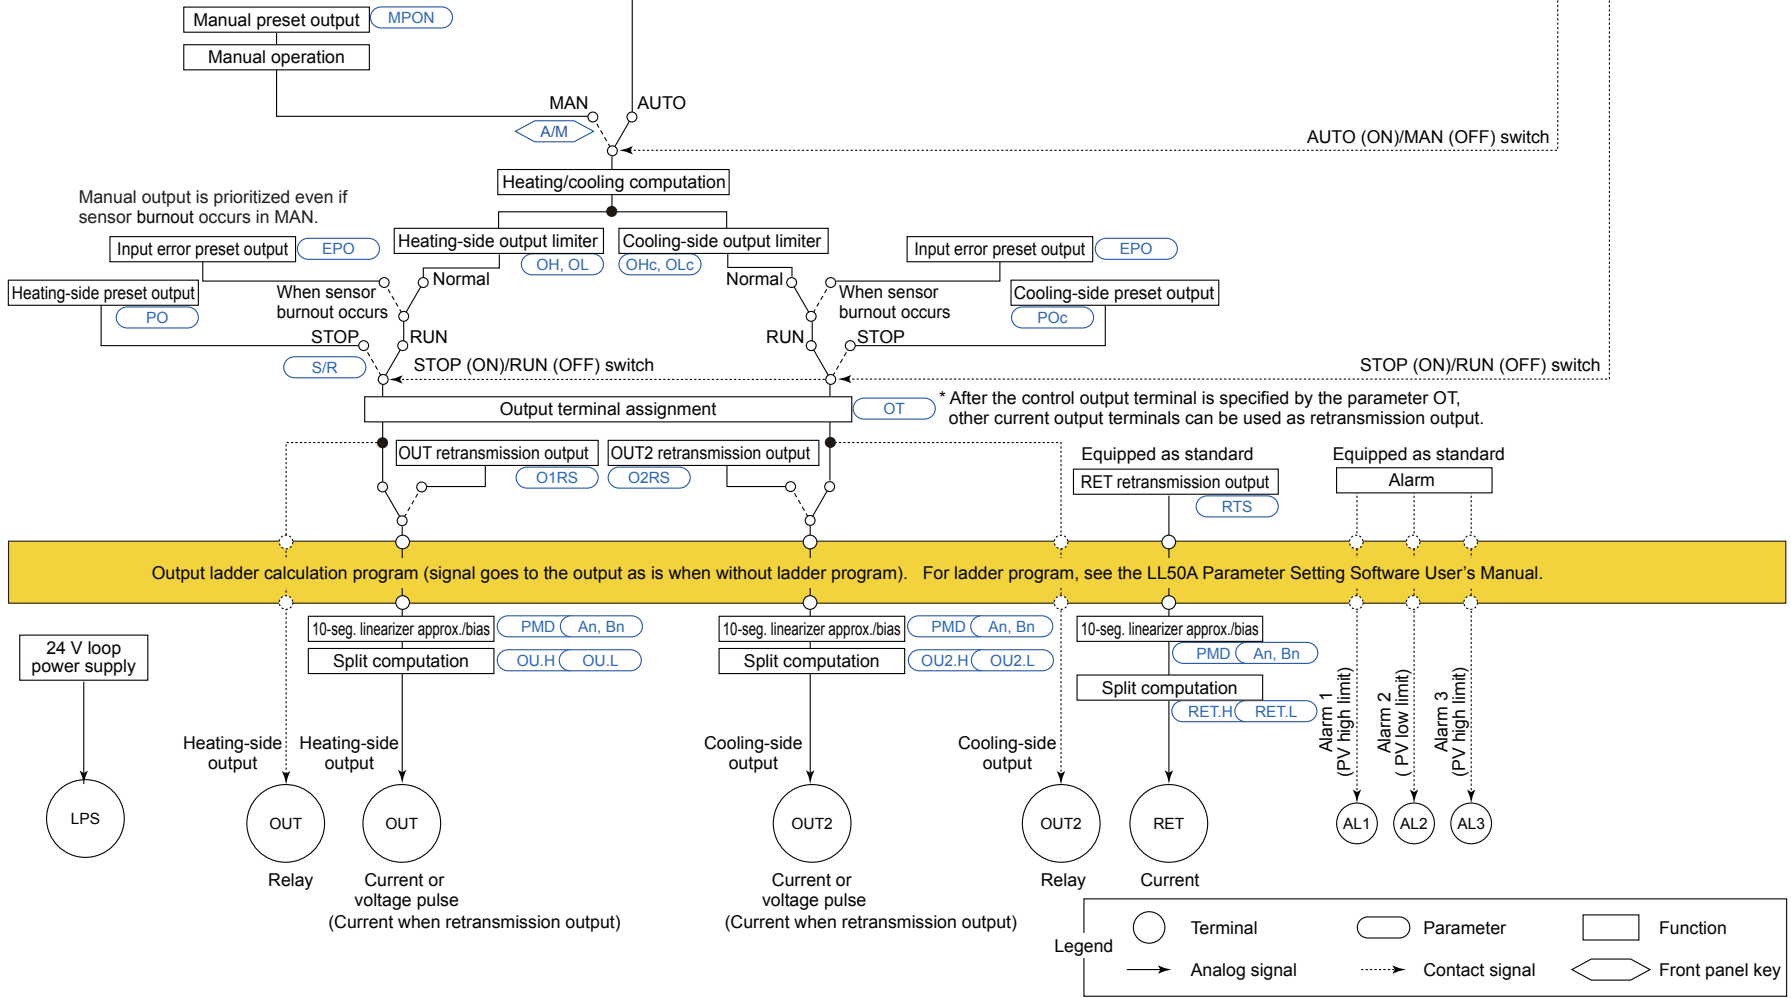 Manual preset output
MPON
Manual operation
MAN
AUTO
A/M
AUTO (ON)/MAN (OFF) switch
Heating/cooling computation
Manual output is prioritized even if
sensor burnout occurs in MAN.
Input error preset output
EPO
Heating-side output limiter
Cooling-side output limiter
Input error preset output
EPO
OH, OL
OHc, OLc
Normal
Normal
Heating-side preset output
When sensor
burnout occurs
When sensor
burnout occurs
Cooling-side preset output
PO
POc
STOP
RUN
RUN
STOP
S/R
STOP (ON)/RUN (OFF) switch
STOP (ON)/RUN (OFF) switch
Output terminal assignment
OT
* After the control output terminal is specified by the parameter OT,
other current output terminals can be used as retransmission output.
OUT retransmission output
OUT2 retransmission output
O1RS
O2RS
Equipped as standard
RET retransmission output
RTS
Equipped as standard
Alarm
Output ladder calculation program (signal goes to the output as is when without ladder program). For ladder program, see the LL50A Parameter Setting Software User's Manual.
24 V loop
power supply
10-seg. linearizer approx./bias
PMD
An, Bn
Split computation
OU.H
OU.L
10-seg. linearizer approx./bias
PMD
An, Bn
Split computation
OU2.H
OU2.L
10-seg. linearizer approx./bias
PMD
An, Bn
Split computation
RET.H
RET.L
Alarm 1
(PV high limit)
Alarm 2
( PV low limit)
Alarm 3
(PV high limit)
Heating-side
output
Heating-side
output
Cooling-side
output
Cooling-side
output
LPS
OUT
OUT
OUT2
OUT2
RET
AL1
AL2
AL3
Relay
Current or
voltage pulse
(Current when retransmission output)
Current or
voltage pulse
(Current when retransmission output)
Relay
Current
Legend
Terminal
Parameter
Function
Analog signal
Contact signal
Front panel key